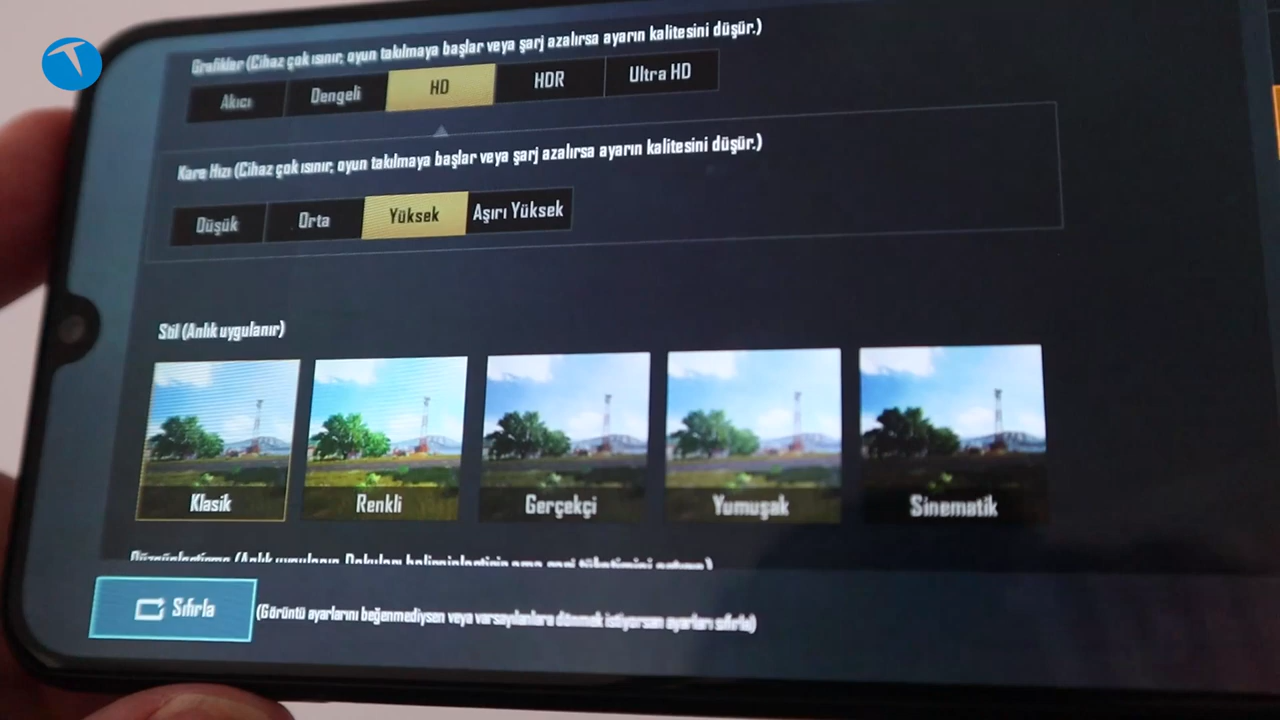 Grafikler (Cihaz çok ısınır, oyun takılmaya başlar veya şarj azalırsa ayarın kalitesini düşür.)
Akıcı Dengeli HD HDR Ultra HD
Kare Hızı (Cihaz çok ısınır, oyun takılmaya başlar veya şarj azalırsa ayarın kalitesini düşür.)
Düşük Orta Yüksek Aşırı Yüksek
Stil (Anlık uygulanır)
Klasik Renkli Gerçekçi Yumuşak Sinematik
Sıfırla (Görüntü ayarlarını beğenmediysen veya varsayılanlara dönmek istiyorsan ayarları sıfırla)